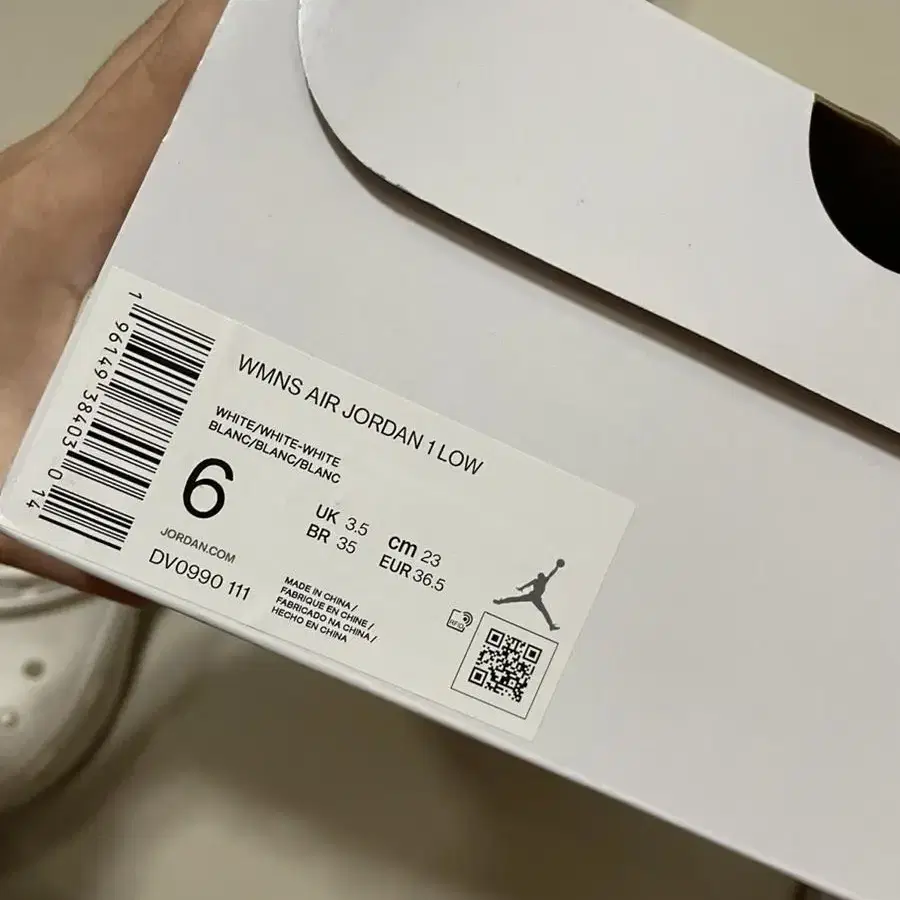 1 96149 38403 0 14
WMNS AIR JORDAN 1 LOW
WHITE/WHITE-WHITE
BLANC/BLANC/BLANC
6
UK 3.5
BR 35
cm 23
EUR 36.5
JORDAN.COM
DV0990 111
MADE IN CHINA /
FABRIQUE EN CHINE /
FABRICADO NA CHINA /
HECHO EN CHINA
RFID